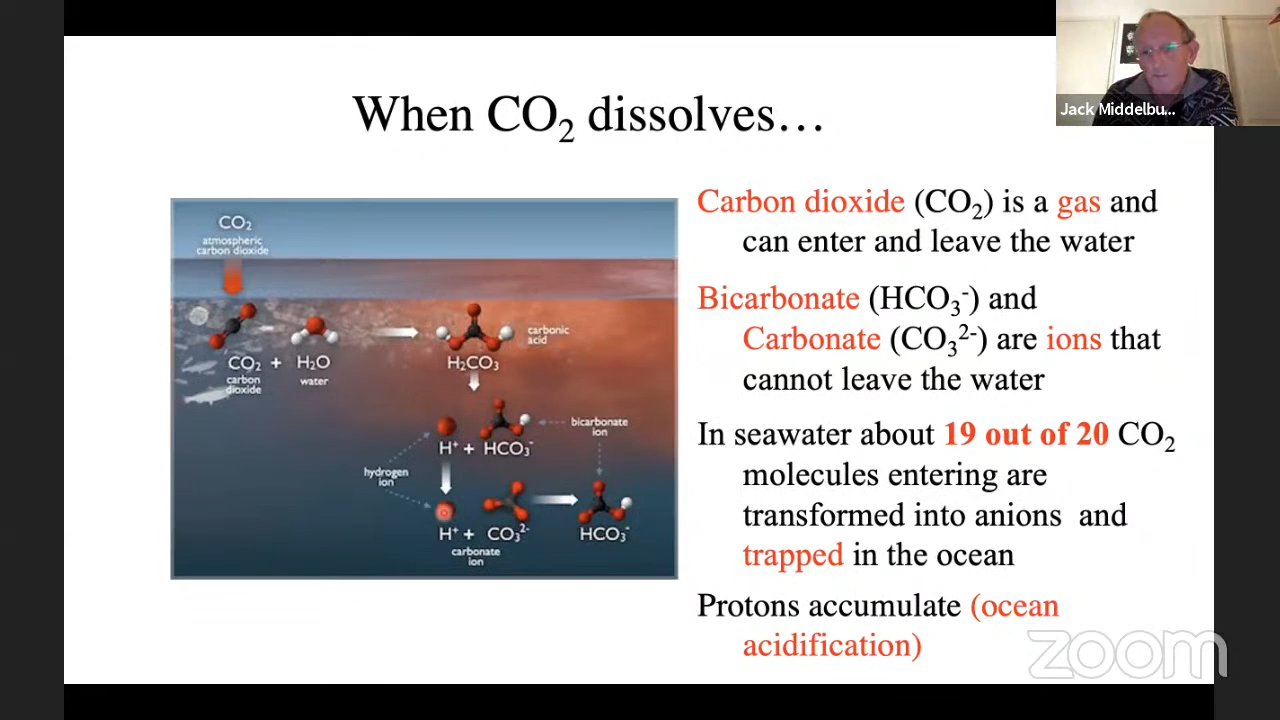 Jack Middelbu...
When CO₂ dissolves...
Carbon dioxide (CO₂) is a gas and
can enter and leave the water
Bicarbonate (HCO₃⁻) and
Carbonate (CO₃²⁻) are ions that
cannot leave the water
In seawater about 19 out of 20 CO₂
molecules entering are
transformed into anions and
trapped in the ocean
Protons accumulate (ocean
acidification)
CO₂
atmospheric
carbon dioxide
CO₂ + H₂O
carbon
dioxide
water
H₂CO₃
carbonic
acid
H⁺ + HCO₃⁻
bicarbonate
ion
hydrogen
ion
H⁺ + CO₃²⁻
carbonate
ion
HCO₃⁻
zoom